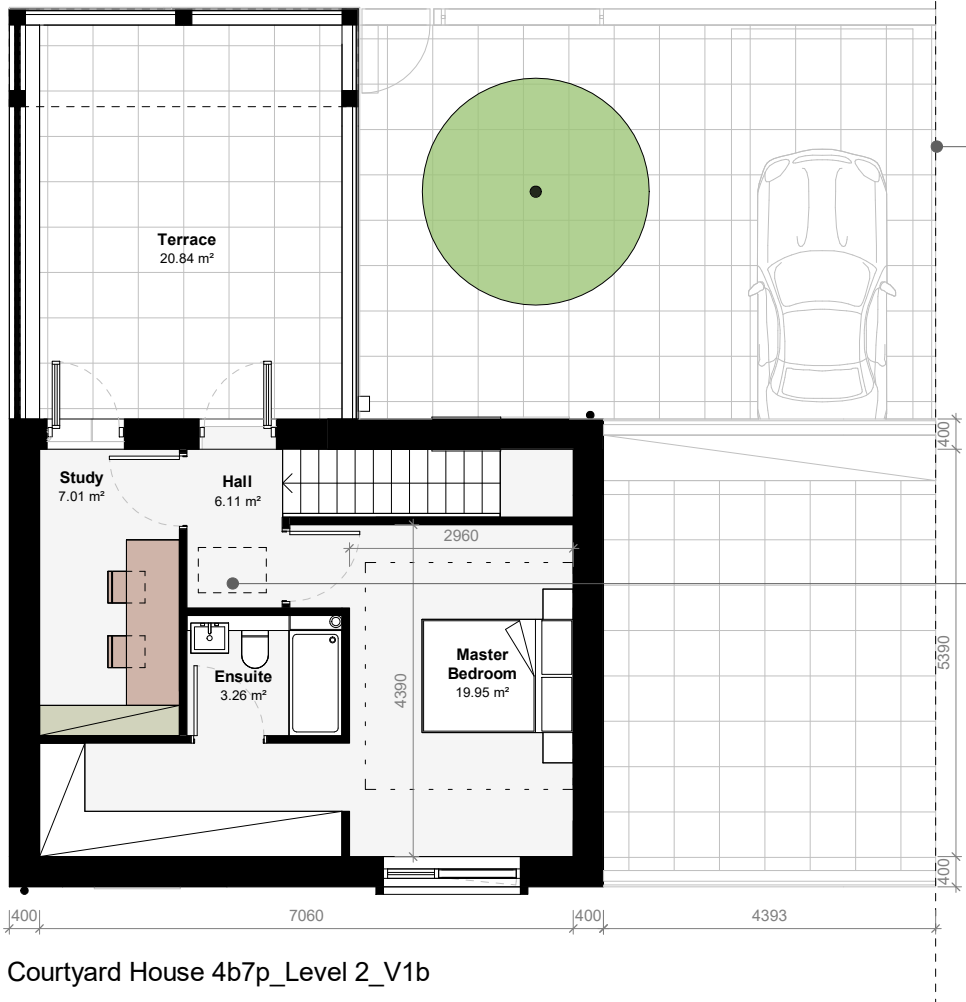 Terrace
20.84 m²
Study
7.01 m²
Hall
6.11 m²
400
2960
Master
Bedroom
19.95 m²
Ensuite
3.26 m²
4390
5390
400
400
7060
400
4393
Courtyard House 4b7p_Level 2_V1b